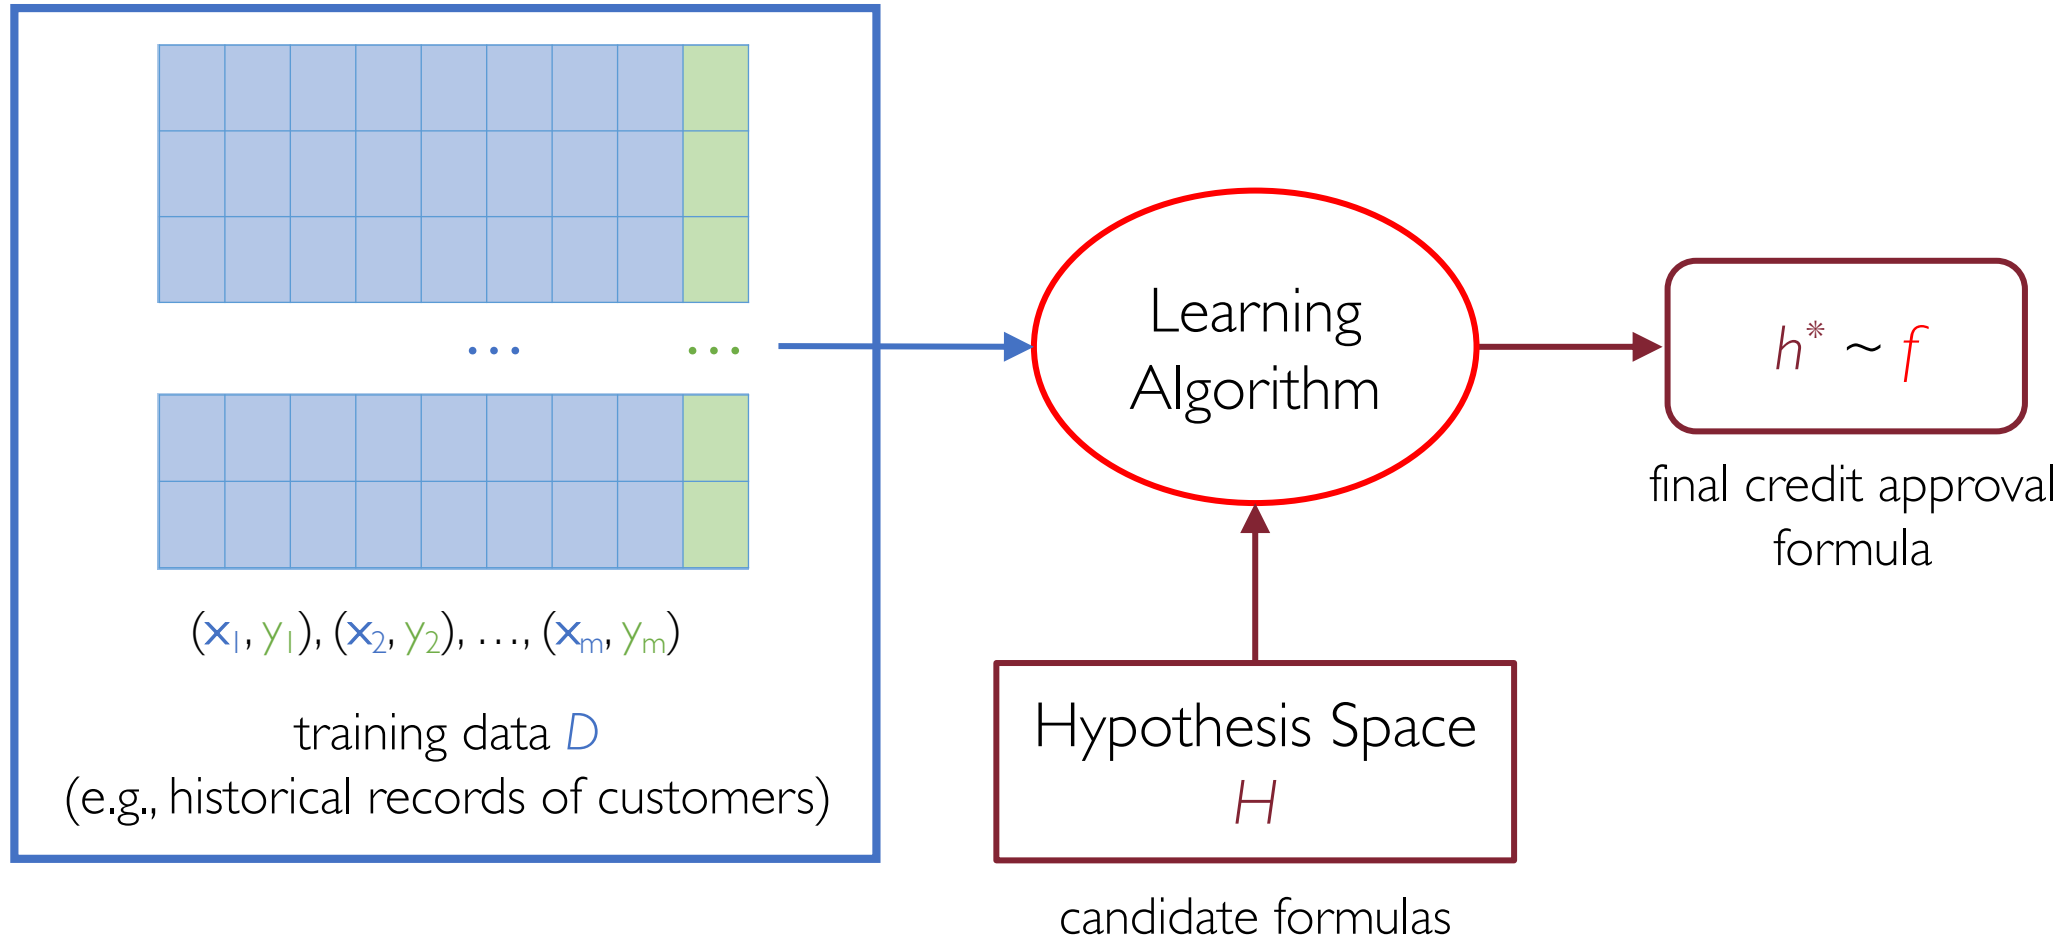 ... ...
(x₁, y₁), (x₂, y₂), ..., (xₘ, yₘ)
training data D
(e.g., historical records of customers)
Learning
Algorithm
Hypothesis Space
H
candidate formulas
h* ~ f
final credit approval
formula